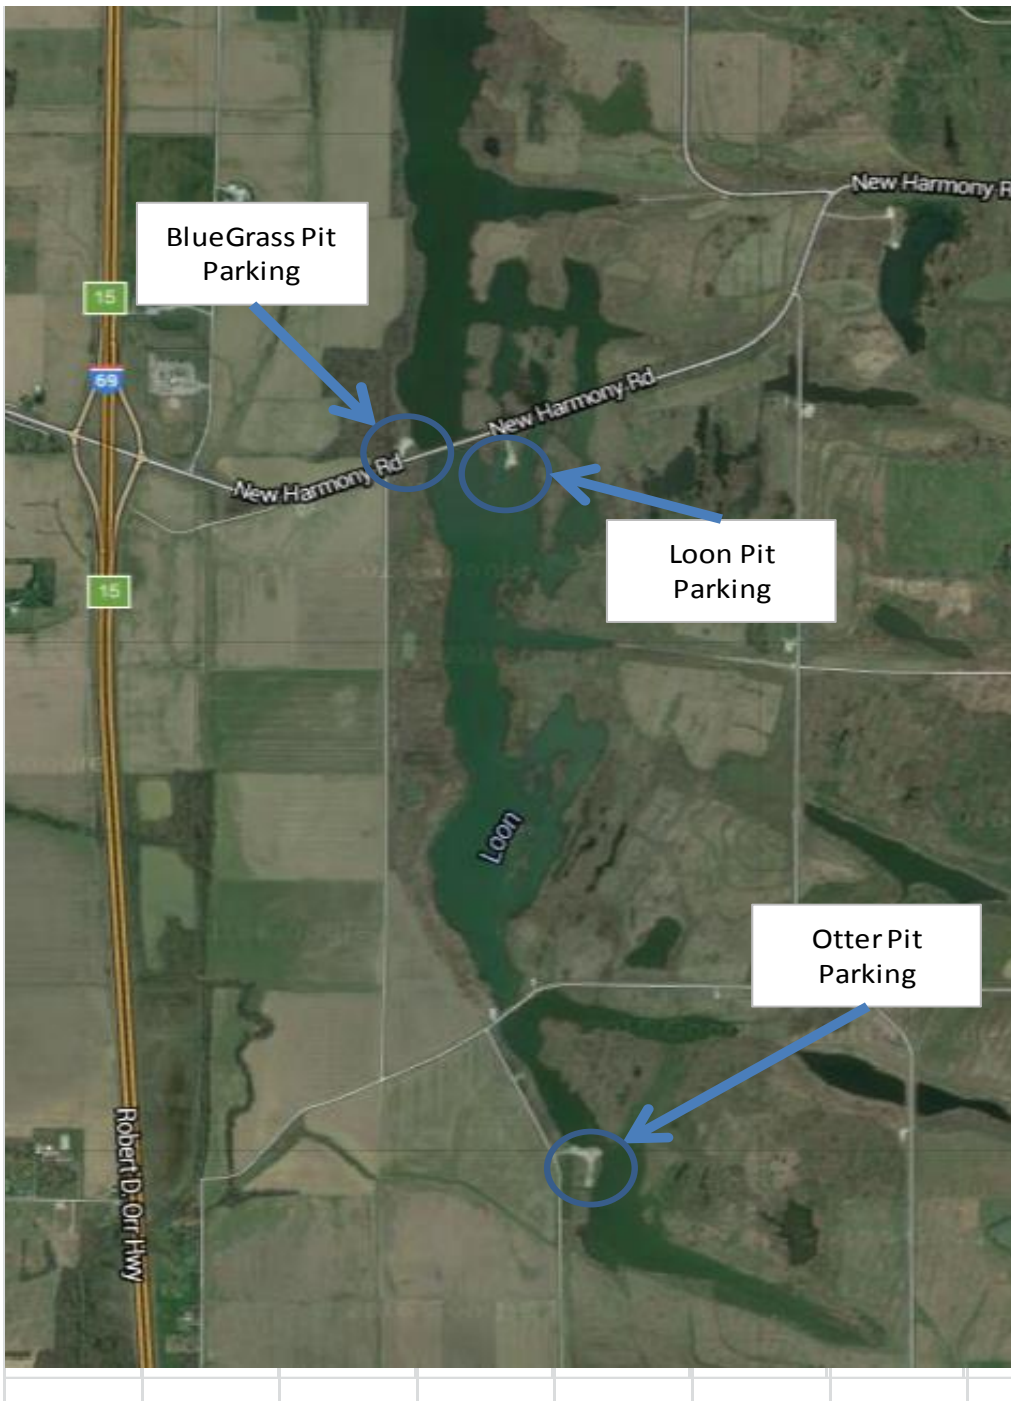 New Harmony R
BlueGrass Pit
Parking
15
69
New Harmony Rd
New Harmony Rd
Loon Pit
Parking
15
Loon
Otter Pit
Parking
Robert D. Orr Hwy